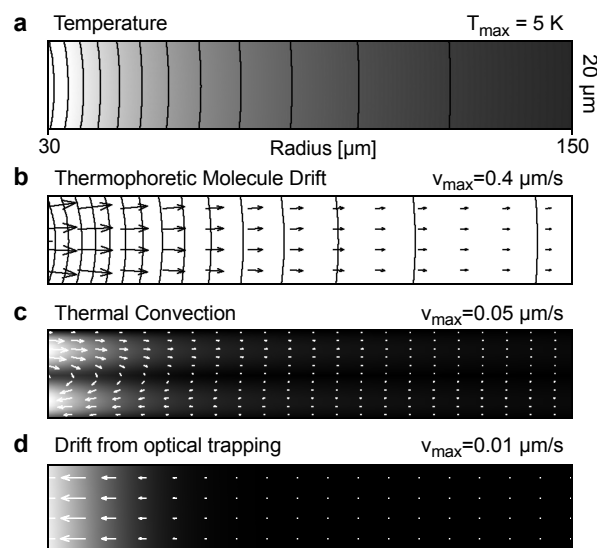 a Temperature T_max = 5 K
20 µm
30 Radius [µm] 150
b Thermophoretic Molecule Drift v_max=0.4 µm/s
c Thermal Convection v_max=0.05 µm/s
d Drift from optical trapping v_max=0.01 µm/s